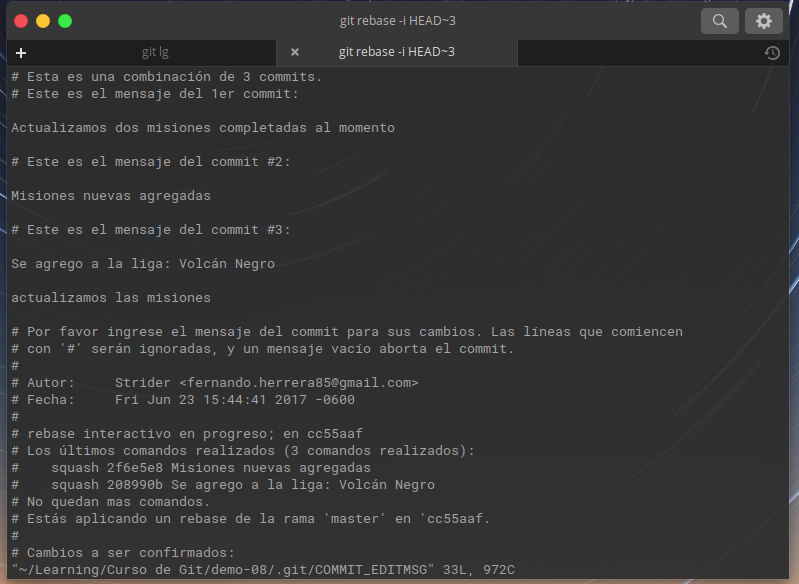 git rebase -i HEAD~3
git lg
git rebase -i HEAD~3
# Esta es una combinación de 3 commits.
# Este es el mensaje del 1er commit:
Actualizamos dos misiones completadas al momento
# Este es el mensaje del commit #2:
Misiones nuevas agregadas
# Este es el mensaje del commit #3:
Se agrego a la liga: Volcán Negro
actualizamos las misiones
# Por favor ingrese el mensaje del commit para sus cambios. Las líneas que comiencen
# con '#' serán ignoradas, y un mensaje vacío aborta el commit.
#
# Autor:     Strider <fernando.herrera85@gmail.com>
# Fecha:     Fri Jun 23 15:44:41 2017 -0600
#
# rebase interactivo en progreso; en cc55aaf
# Los últimos comandos realizados (3 comandos realizados):
#    squash 2f6e5e8 Misiones nuevas agregadas
#    squash 208990b Se agrego a la liga: Volcán Negro
# No quedan mas comandos.
# Estás aplicando un rebase de la rama 'master' en 'cc55aaf.
#
# Cambios a ser confirmados:
"~/Learning/Curso de Git/demo-08/.git/COMMIT_EDITMSG" 33L, 972C